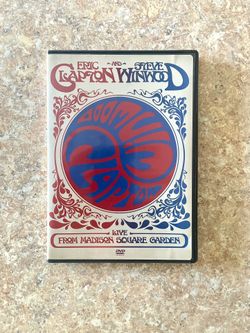 ERIC -AND- STEVE
CLAPTON WINWOOD
LIVE
FROM MADISON SQUARE GARDEN
DVD